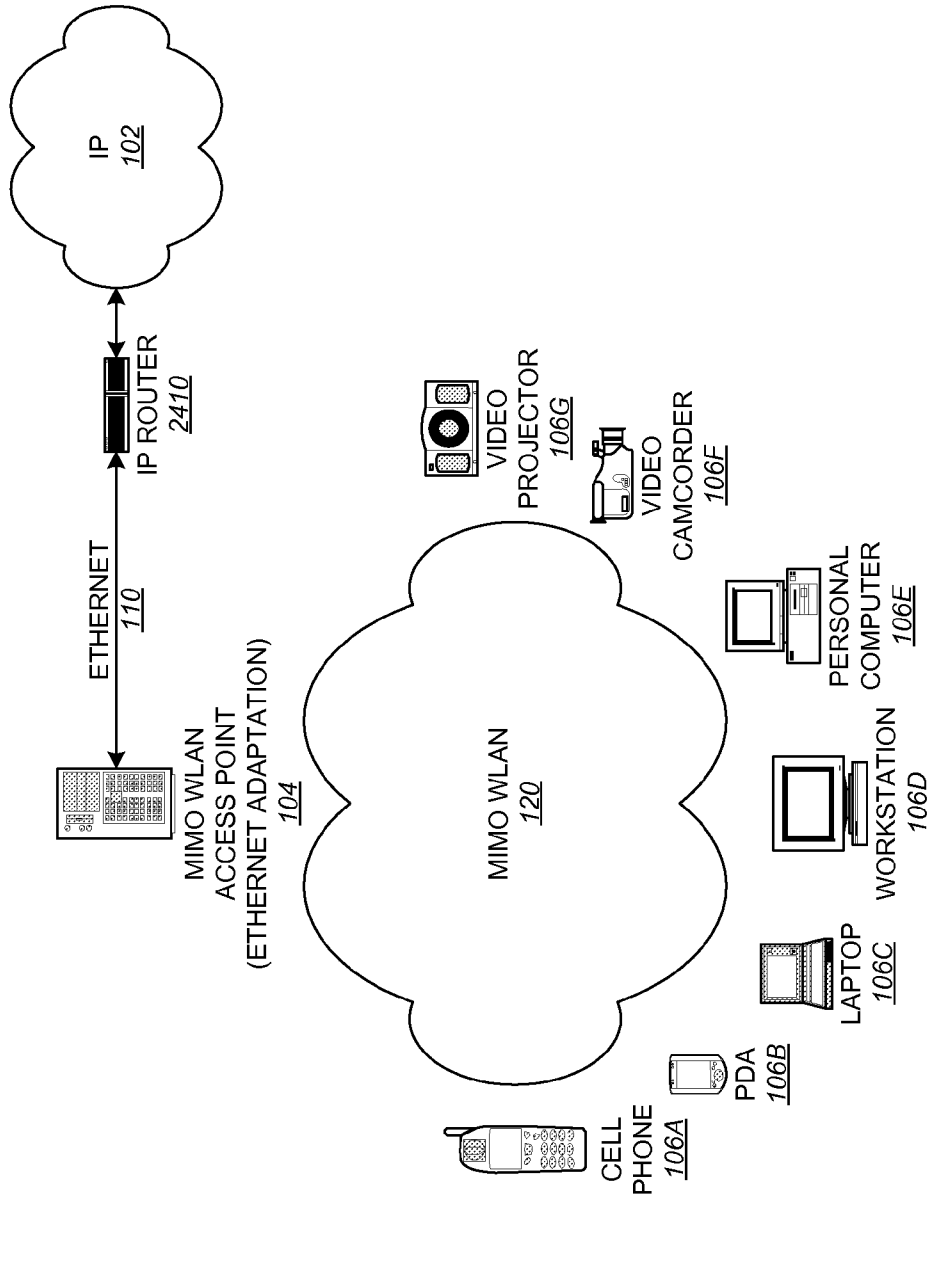 IP
102
IP ROUTER
2410
ETHERNET
110
MIMO WLAN
ACCESS POINT
(ETHERNET ADAPTATION)
104
MIMO WLAN
120
CELL
PHONE
106A
PDA
106B
LAPTOP
106C
WORKSTATION
106D
PERSONAL
COMPUTER
106E
VIDEO
CAMCORDER
106F
VIDEO
PROJECTOR
106G